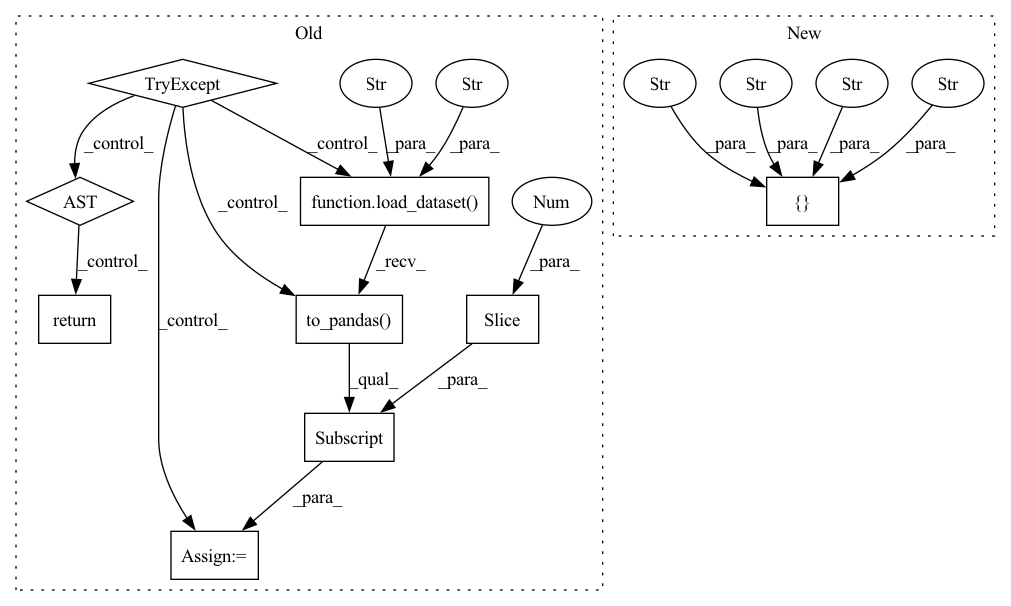 Old
New
TryExcept
Str
Str
Str
Str
Str
Str
_control_
_control_
_para_
_para_
_para_
_para_
_para_
_para_
AST
function.load_dataset()
Num
{}
_control_
_control_
_recv_
_para_
return
_control_
to_pandas()
Slice
_qual_
_para_
Subscript
_para_
Assign:=